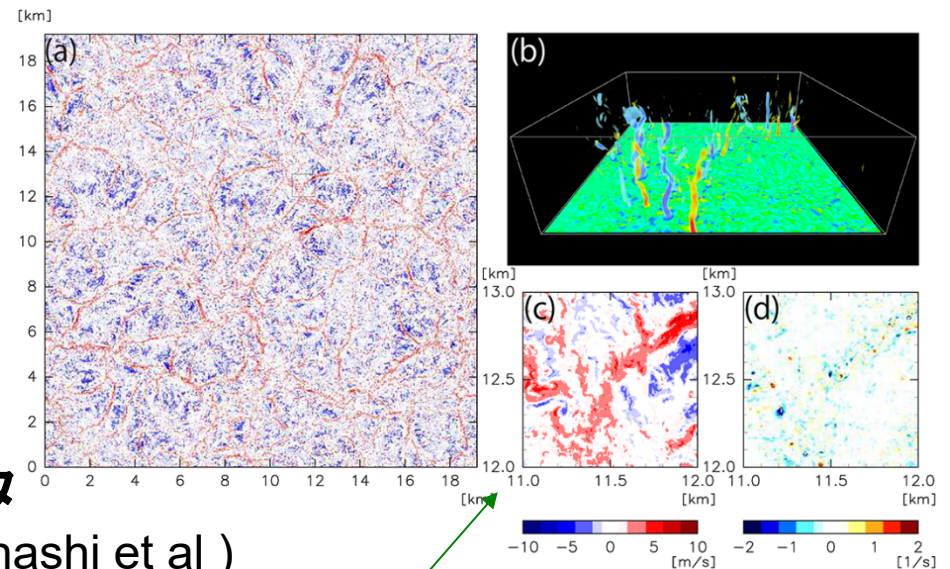 [km]
(a)
18
16
14
12
10
8
6
4
2
0
0 2 4 6 8 10 12 14 16 18
(b)
[km]
13.0
(c)
12.5
12.0
11.0 11.5 12.0
[km]
[km]
13.0
(d)
12.5
12.0
11.0 11.5 12.0
[km]
−10 −5 0 5 10
[m/s]
−2 −1 0 1 2
[1/s]
et al )